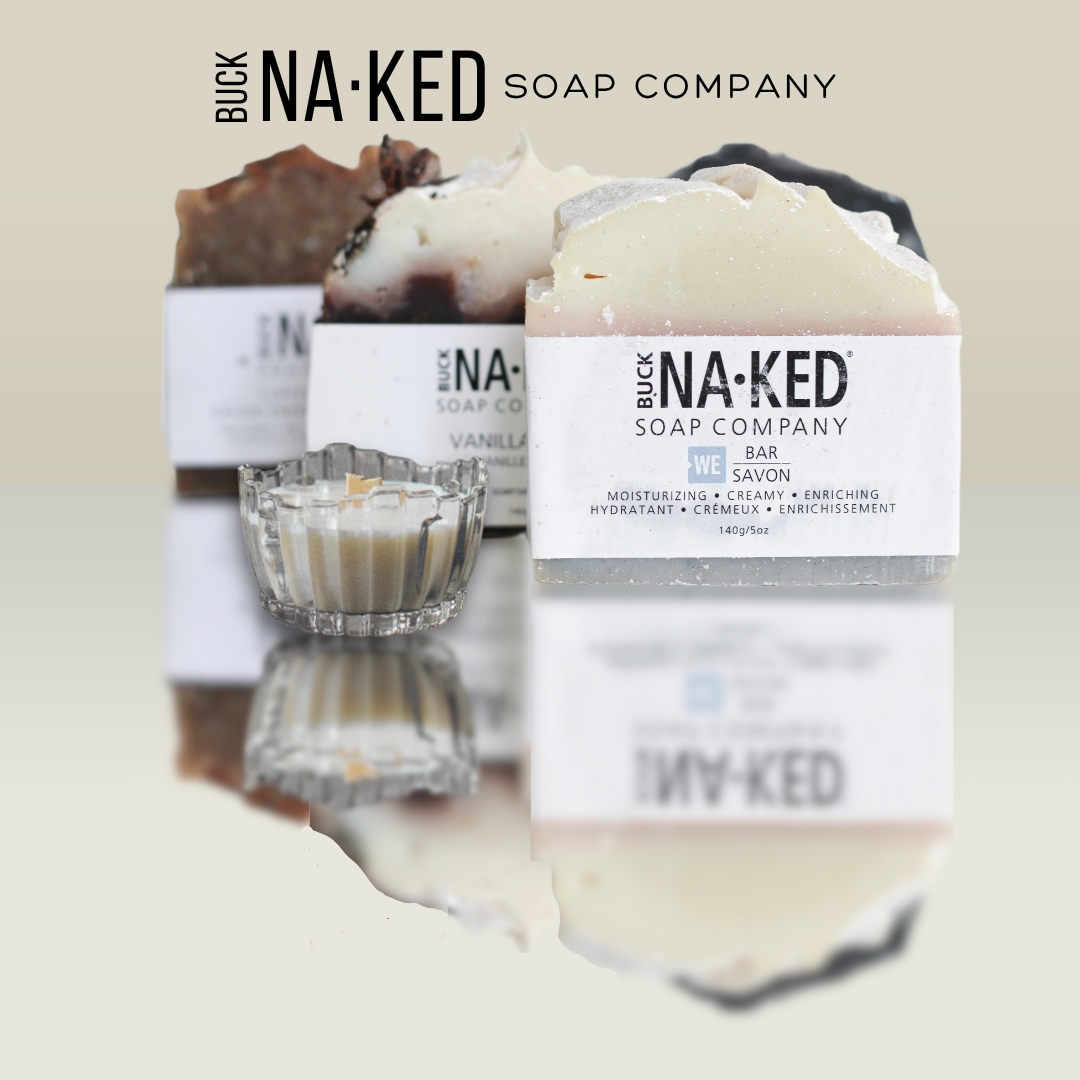 BUCK NA·KED SOAP COMPANY
BUCK NA·
SOAP CO
VANILLA
BUCK NA·KED®
SOAP COMPANY
WE BAR
SAVON
MOISTURIZING • CREAMY • ENRICHING
HYDRATANT • CRÉMEUX • ENRICHISSEMENT
140g/5oz